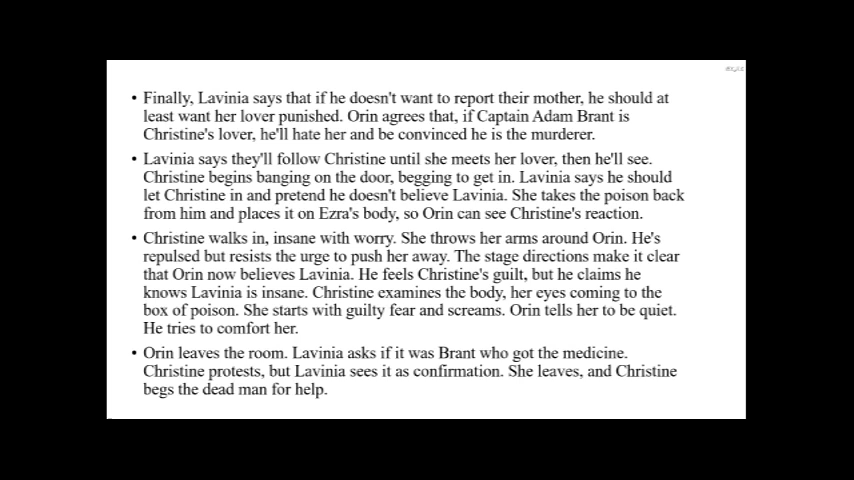 • Finally, Lavinia says that if he doesn't want to report their mother, he should at
least want her lover punished. Orin agrees that, if Captain Adam Brant is
Christine's lover, he'll hate her and be convinced he is the murderer.
• Lavinia says they'll follow Christine until she meets her lover, then he'll see.
Christine begins banging on the door, begging to get in. Lavinia says he should
let Christine in and pretend he doesn't believe Lavinia. She takes the poison back
from him and places it on Ezra's body, so Orin can see Christine's reaction.
• Christine walks in, insane with worry. She throws her arms around Orin. He's
repulsed but resists the urge to push her away. The stage directions make it clear
that Orin now believes Lavinia. He feels Christine's guilt, but he claims he
knows Lavinia is insane. Christine examines the body, her eyes coming to the
box of poison. She starts with guilty fear and screams. Orin tells her to be quiet.
He tries to comfort her.
• Orin leaves the room. Lavinia asks if it was Brant who got the medicine.
Christine protests, but Lavinia sees it as confirmation. She leaves, and Christine
begs the dead man for help.